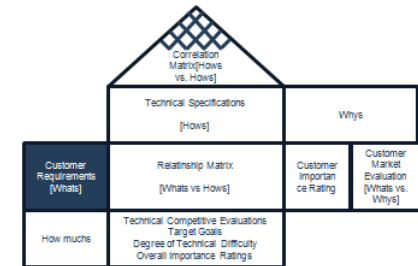 Correlation
Matrix[Hows
vs. Hows]
Technical Specifications
[Hows]
Whys
Customer
Requirements
[Whats]
Relatinship Matrix
[Whats vs Hows]
Customer
Importan
ce Rating
Customer
Market
Evaluation
[Whats vs.
Whys]
How muchs
Technical Competitive Evaluations
Target Goals
Degree of Technical Difficulty
Overall Importance Ratings